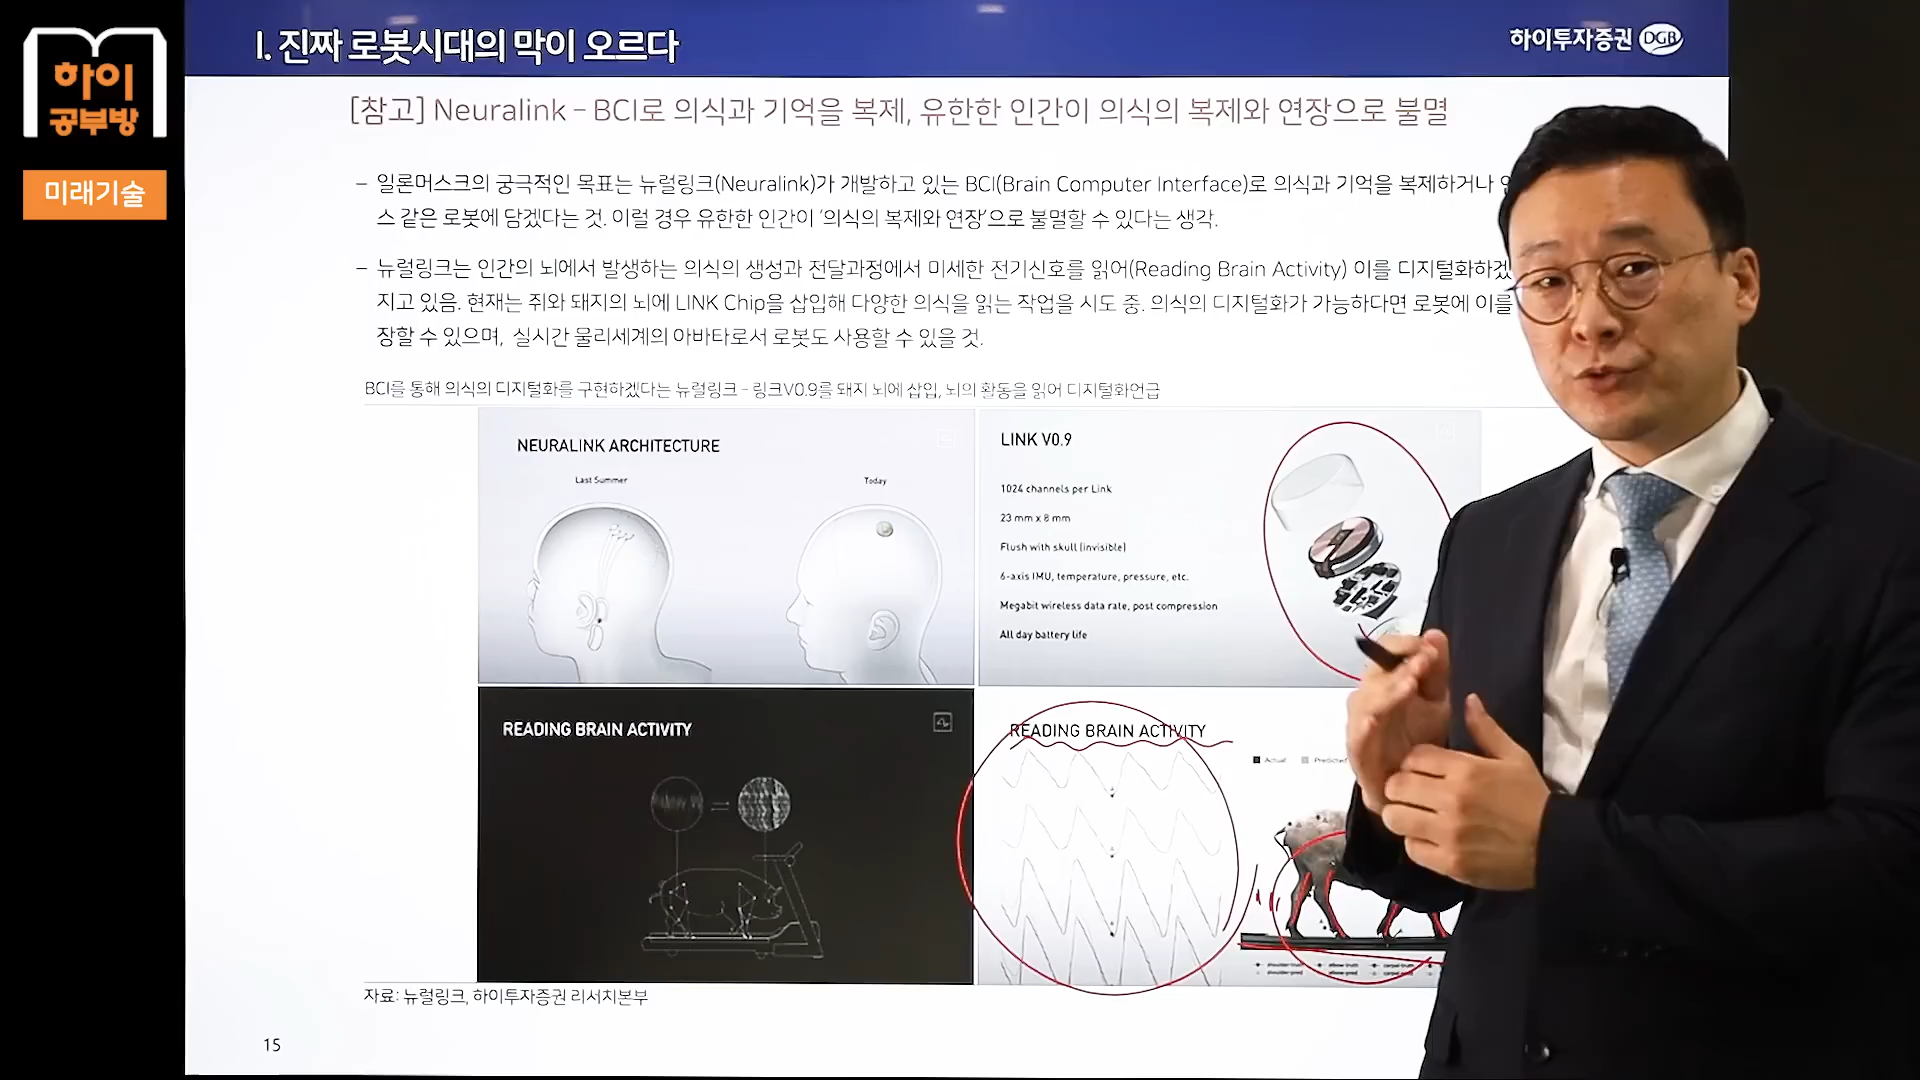 하이
공부방
미래기술
I. 진짜 로봇시대의 막이 오르다
하이투자증권 DGB
[참고] Neuralink – BCI로 의식과 기억을 복제, 유한한 인간이 의식의 복제와 연장으로 불멸
– 일론머스크의 궁극적인 목표는 뉴럴링크(Neuralink)가 개발하고 있는 BCI(Brain Computer Interface)로 의식과 기억을 복제하거나
스 같은 로봇에 담겠다는 것. 이럴 경우 유한한 인간이 ‘의식의 복제와 연장’으로 불멸할 수 있다는 생각.
– 뉴럴링크는 인간의 뇌에서 발생하는 의식의 생성과 전달과정에서 미세한 전기신호를 읽어(Reading Brain Activity) 이를 디지털화하겠
지고 있음. 현재는 쥐와 돼지의 뇌에 LINK Chip을 삽입해 다양한 의식을 읽는 작업을 시도 중. 의식의 디지털화가 가능하다면 로봇에 이를
장할 수 있으며, 실시간 물리세계의 아바타로서 로봇도 사용할 수 있을 것.
BCI를 통해 의식의 디지털화를 구현하겠다는 뉴럴링크 – 링크V0.9를 돼지 뇌에 삽입, 뇌의 활동을 읽어 디지털화언급
NEURALINK ARCHITECTURE
Last Summer
Today
LINK V0.9
1024 channels per Link
23 mm x 8 mm
Flush with skull (invisible)
6-axis IMU, temperature, pressure, etc.
Megabit wireless data rate, post compression
All day battery life
READING BRAIN ACTIVITY
READING BRAIN ACTIVITY
Actual
Predicted
자료: 뉴럴링크, 하이투자증권 리서치본부
15